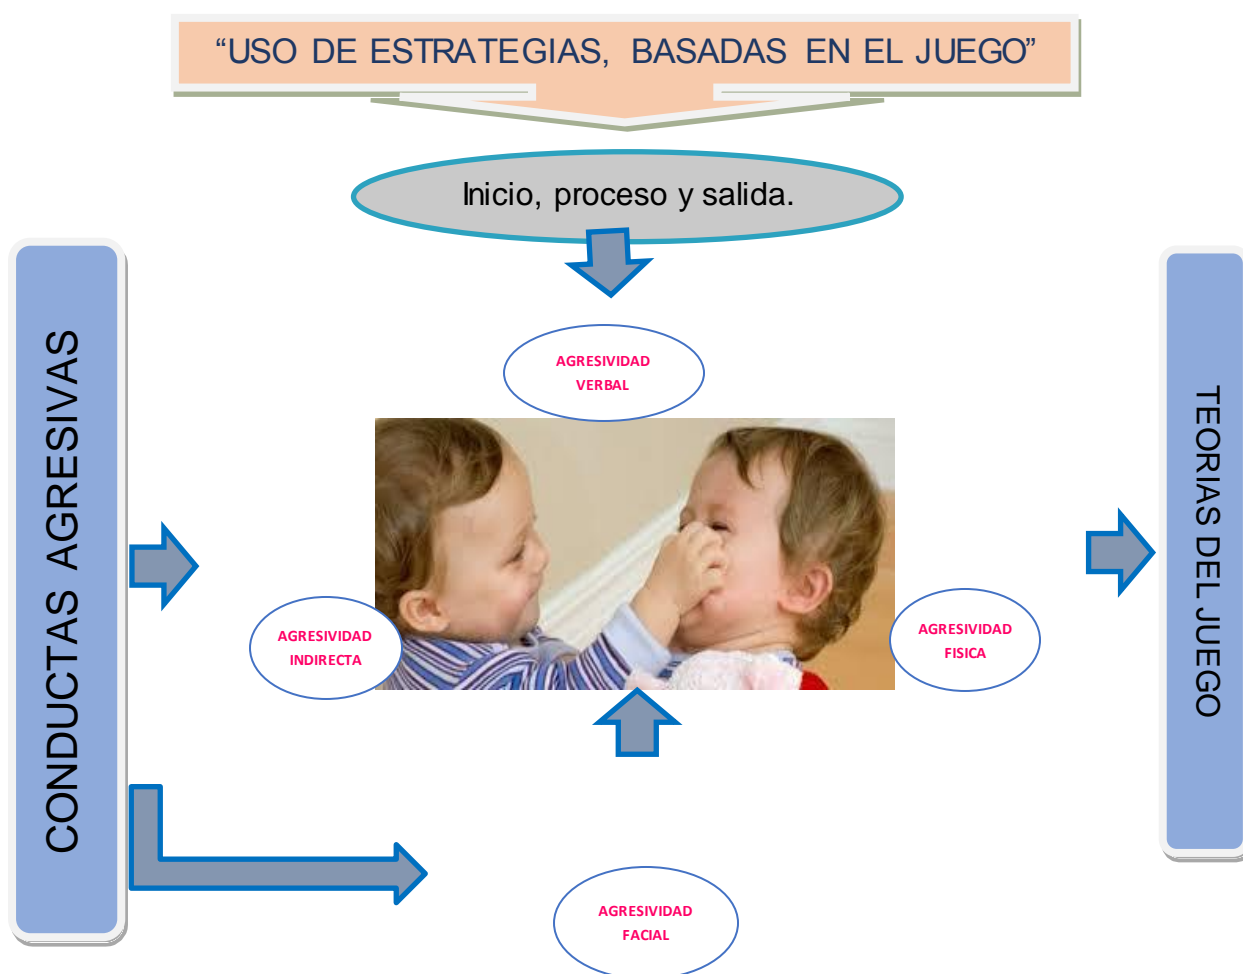 “USO DE ESTRATEGIAS, BASADAS EN EL JUEGO”
Inicio, proceso y salida.
CONDUCTAS AGRESIVAS
AGRESIVIDAD
VERBAL
AGRESIVIDAD
INDIRECTA
AGRESIVIDAD
FISICA
TEORIAS DEL JUEGO
AGRESIVIDAD
FACIAL